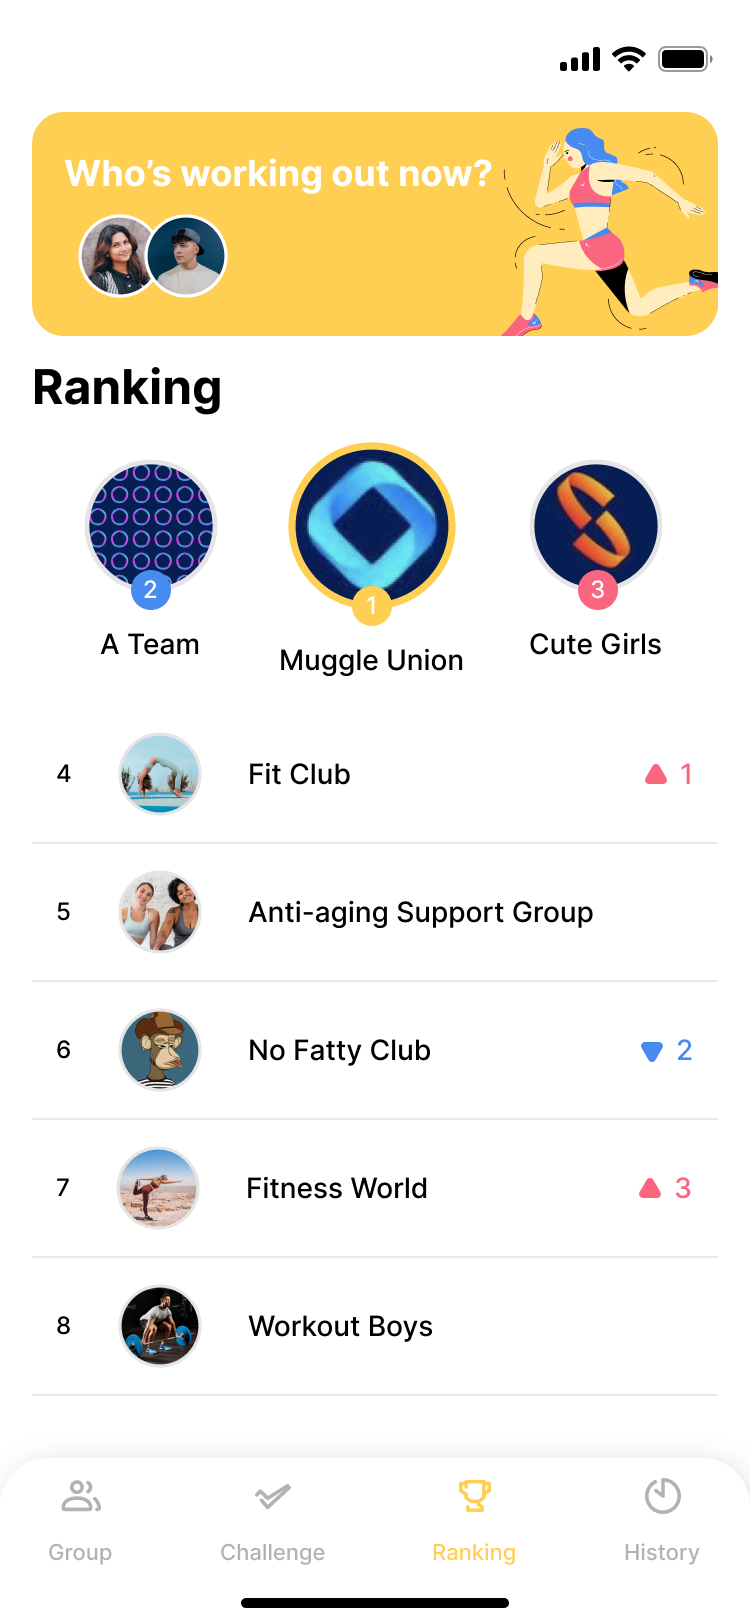 Who’s working out now?
Ranking
2
1
3
A Team
Muggle Union
Cute Girls
4 Fit Club 1
5 Anti-aging Support Group
6 No Fatty Club 2
7 Fitness World 3
8 Workout Boys
Group Challenge Ranking History